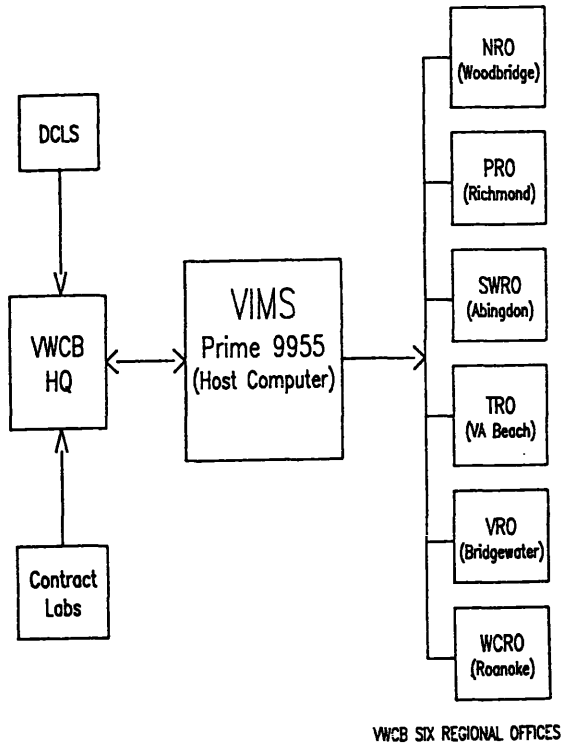 DCLS
VWCB
HQ
Contract
Labs
VIMS
Prime 9955
(Host Computer)
NRO
(Woodbridge)
PRO
(Richmond)
SWRO
(Abingdon)
TRO
(VA Beach)
VRO
(Bridgewater)
WCRO
(Roanoke)
VWCB SIX REGIONAL OFFICES